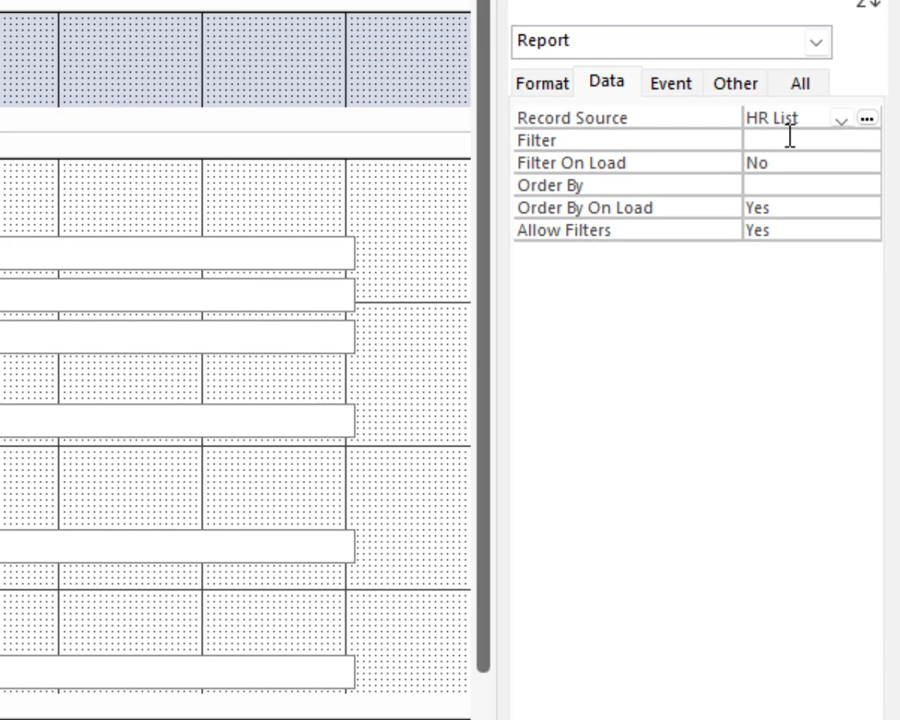 Report
Format Data Event Other All
Record Source HR List
Filter
Filter On Load No
Order By
Order By On Load Yes
Allow Filters Yes